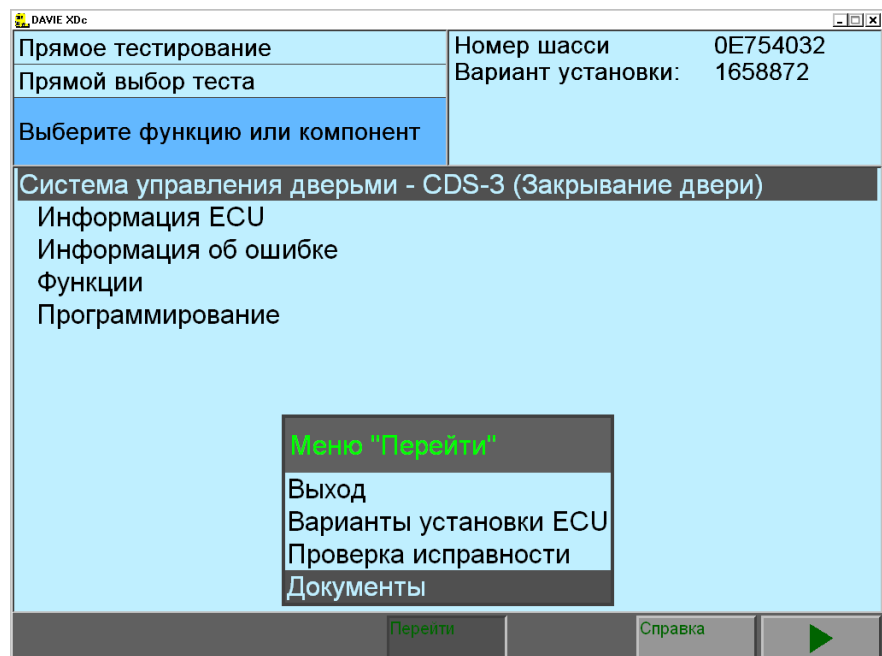 DAVIE XDc
Прямое тестирование
Прямой выбор теста
Выберите функцию или компонент
Номер шасси 0E754032
Вариант установки: 1658872
Система управления дверьми - CDS-3 (Закрывание двери)
Информация ECU
Информация об ошибке
Функции
Программирование
Меню "Перейти"
Выход
Варианты установки ECU
Проверка исправности
Документы
Перейти
Справка